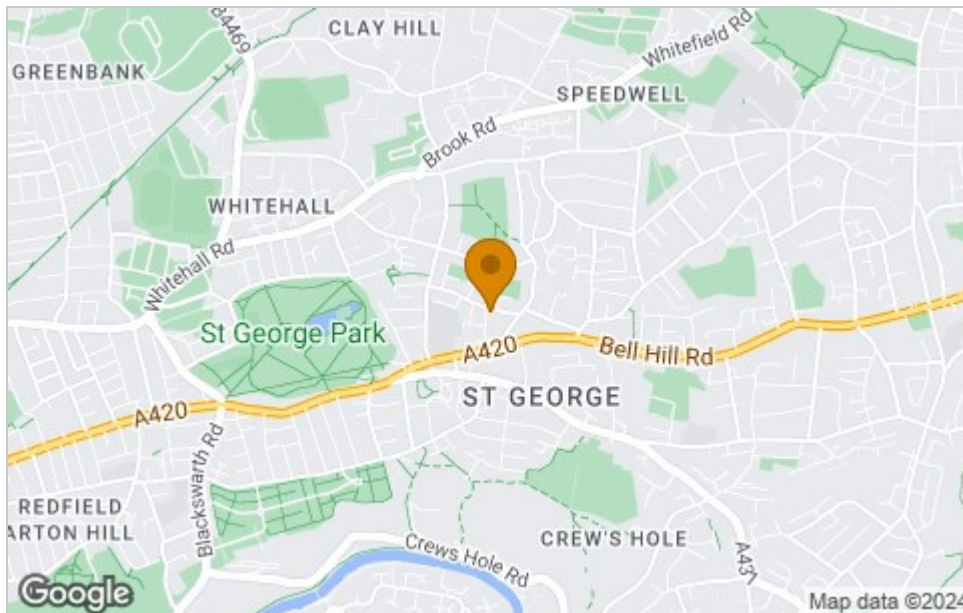 B4469
CLAY HILL
Whitefield Rd
GREENBANK
SPEEDWELL
Brook Rd
WHITEHALL
Whitehall Rd
St George Park
A420
Bell Hill Rd
ST GEORGE
A420
Blackswarth Rd
REDFIELD
ARTON HILL
CREW'S HOLE
Crews Hole Rd
A431
Google
Map data ©2024